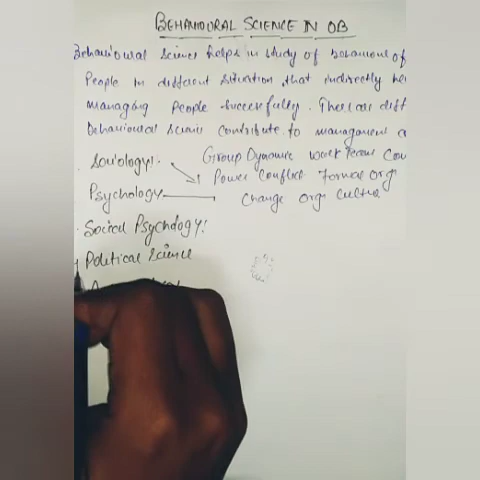 BEHAVIOURAL SCIENCE IN OB
Behavioural science helps in study of behaviour of
People in different situation that indirectly he
managing People successfully. There are diff
behavioural science contribute to management a
Sociology: Group Dynamic work team Cou
Power Conflict formal org
Psychology change org culture
Social Psychology:
Political Science